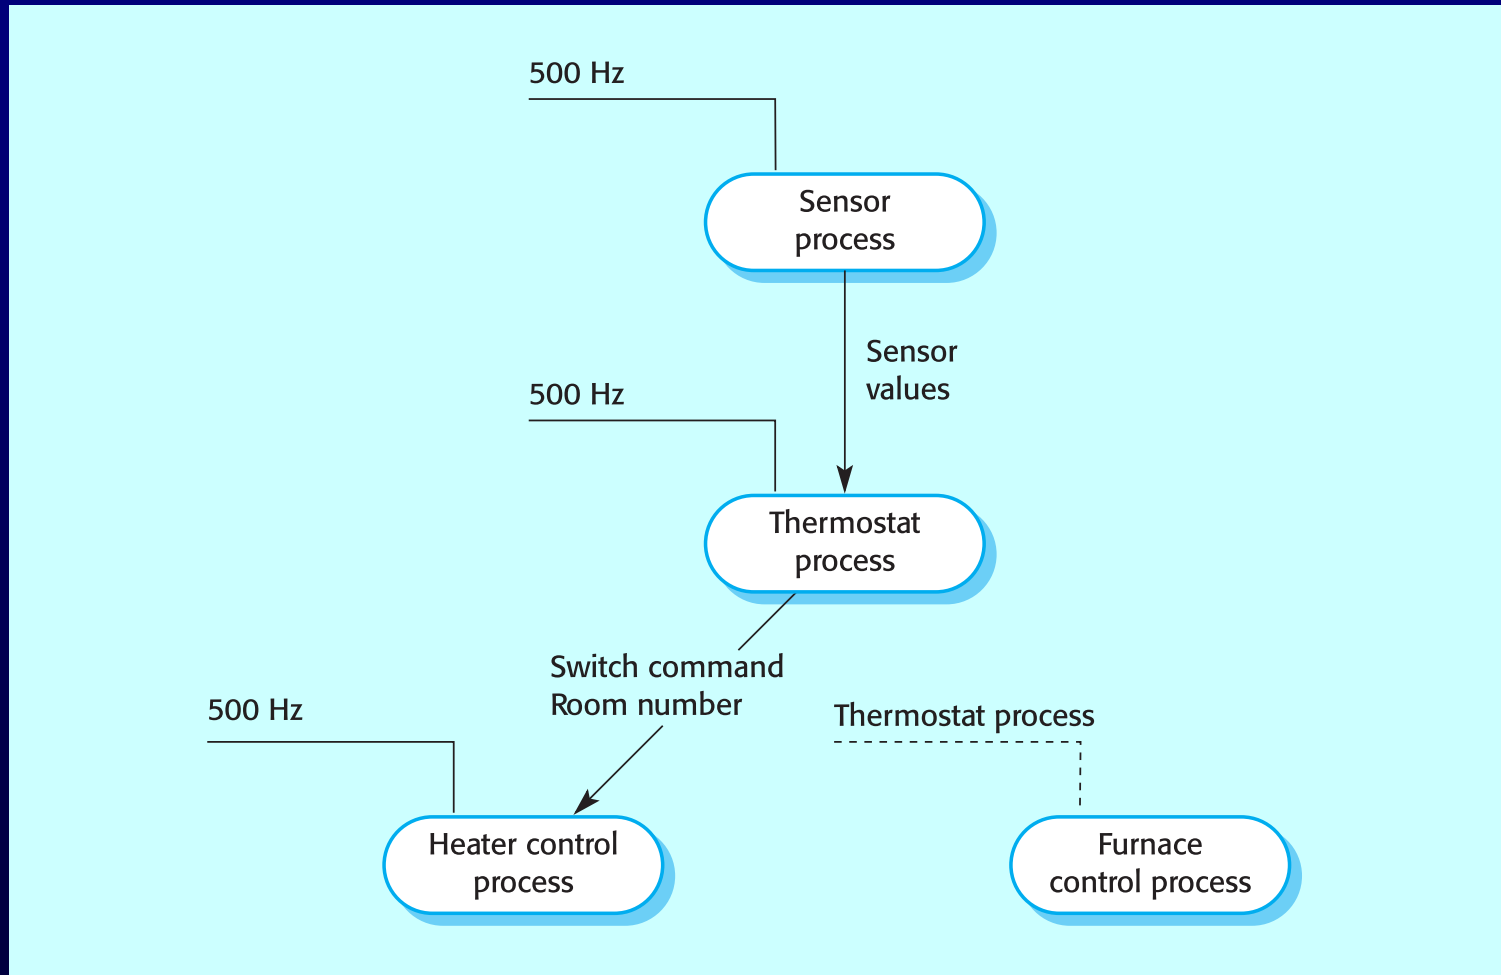 500 Hz
Sensor
process
Sensor
values
500 Hz
Thermostat
process
Switch command
Room number
500 Hz
Thermostat process
Heater control
process
Furnace
control process